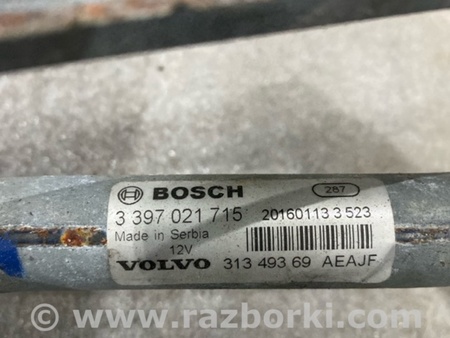 BOSCH 287
3 397 021 715 20160113 3 523
Made in Serbia
12V
VOLVO 313 493 69 AEAJF
www.razborki.com